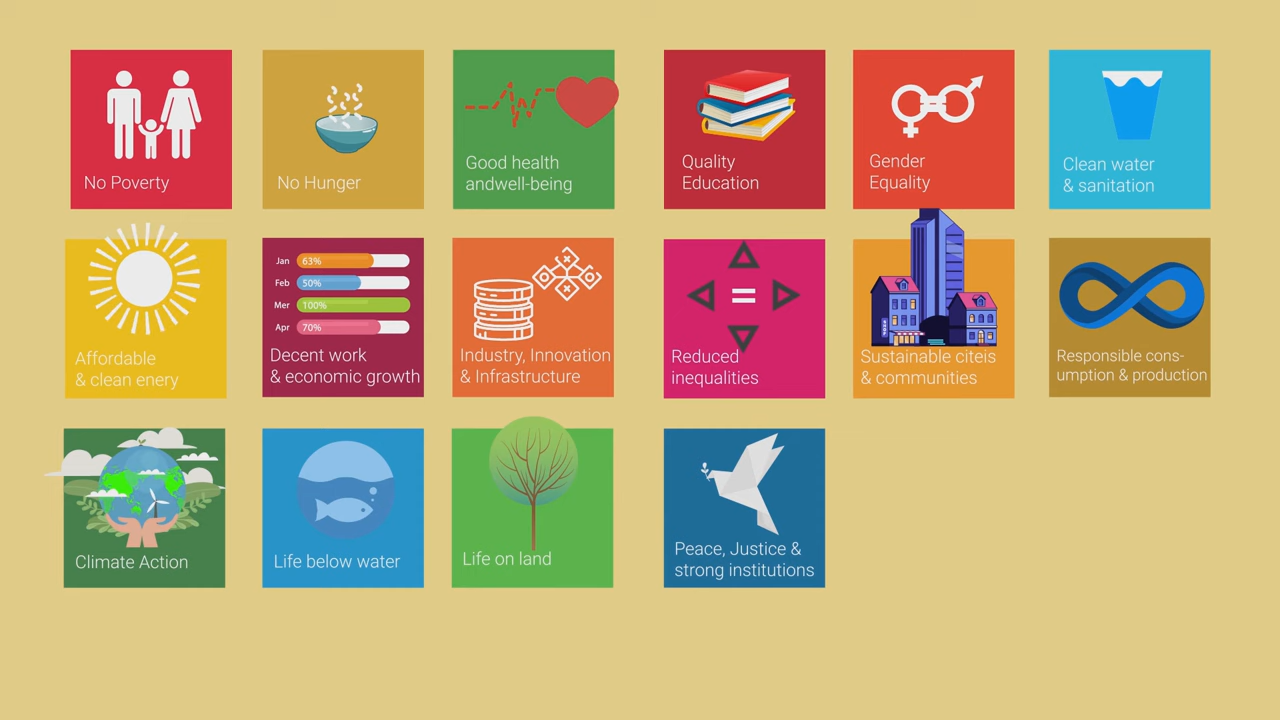 No Poverty
No Hunger
Good health
andwell-being
Quality
Education
Gender
Equality
Clean water
& sanitation
Affordable
& clean enery
Jan 63%
Feb 50%
Mer 100%
Apr 70%
Decent work
& economic growth
Industry, Innovation
& Infrastructure
Reduced
inequalities
Sustainable citeis
& communities
Responsible cons-
umption & production
Climate Action
Life below water
Life on land
Peace, Justice &
strong institutions